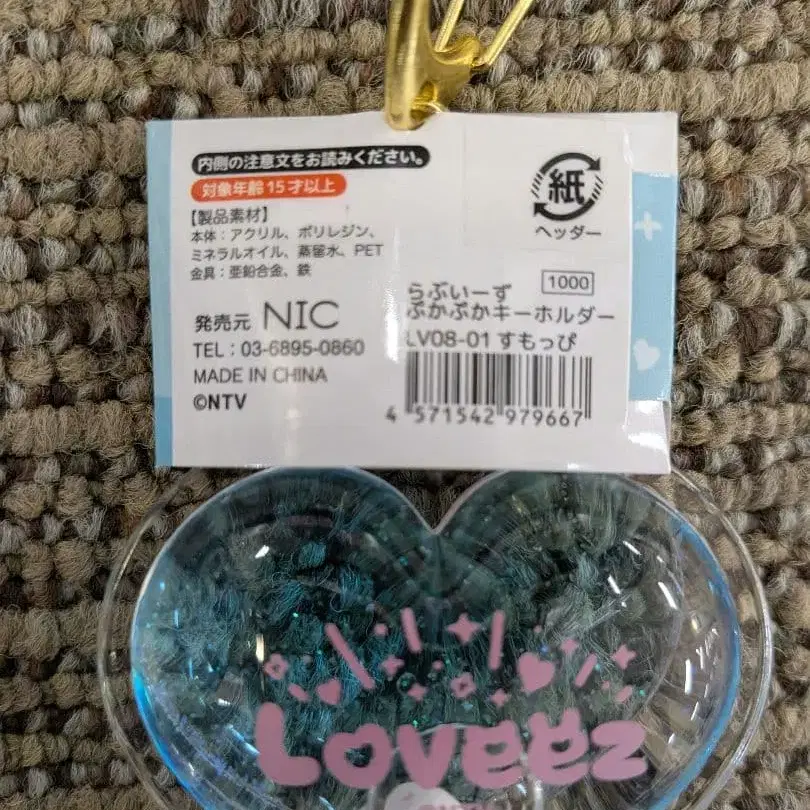 内側の注意文をお読みください。
対象年齢15才以上
【製品素材】
本体：アクリル、ポリレジン、
ミネラルオイル、蒸留水、PET
金具：亜鉛合金、鉄
発売元 NIC
TEL：03-6895-0860
MADE IN CHINA
©NTV
紙
ヘッダー
1000
らぶいーず
ぷかぷかキーホルダー
LV08-01 すもっぴ
4 571542 979667
Loveez